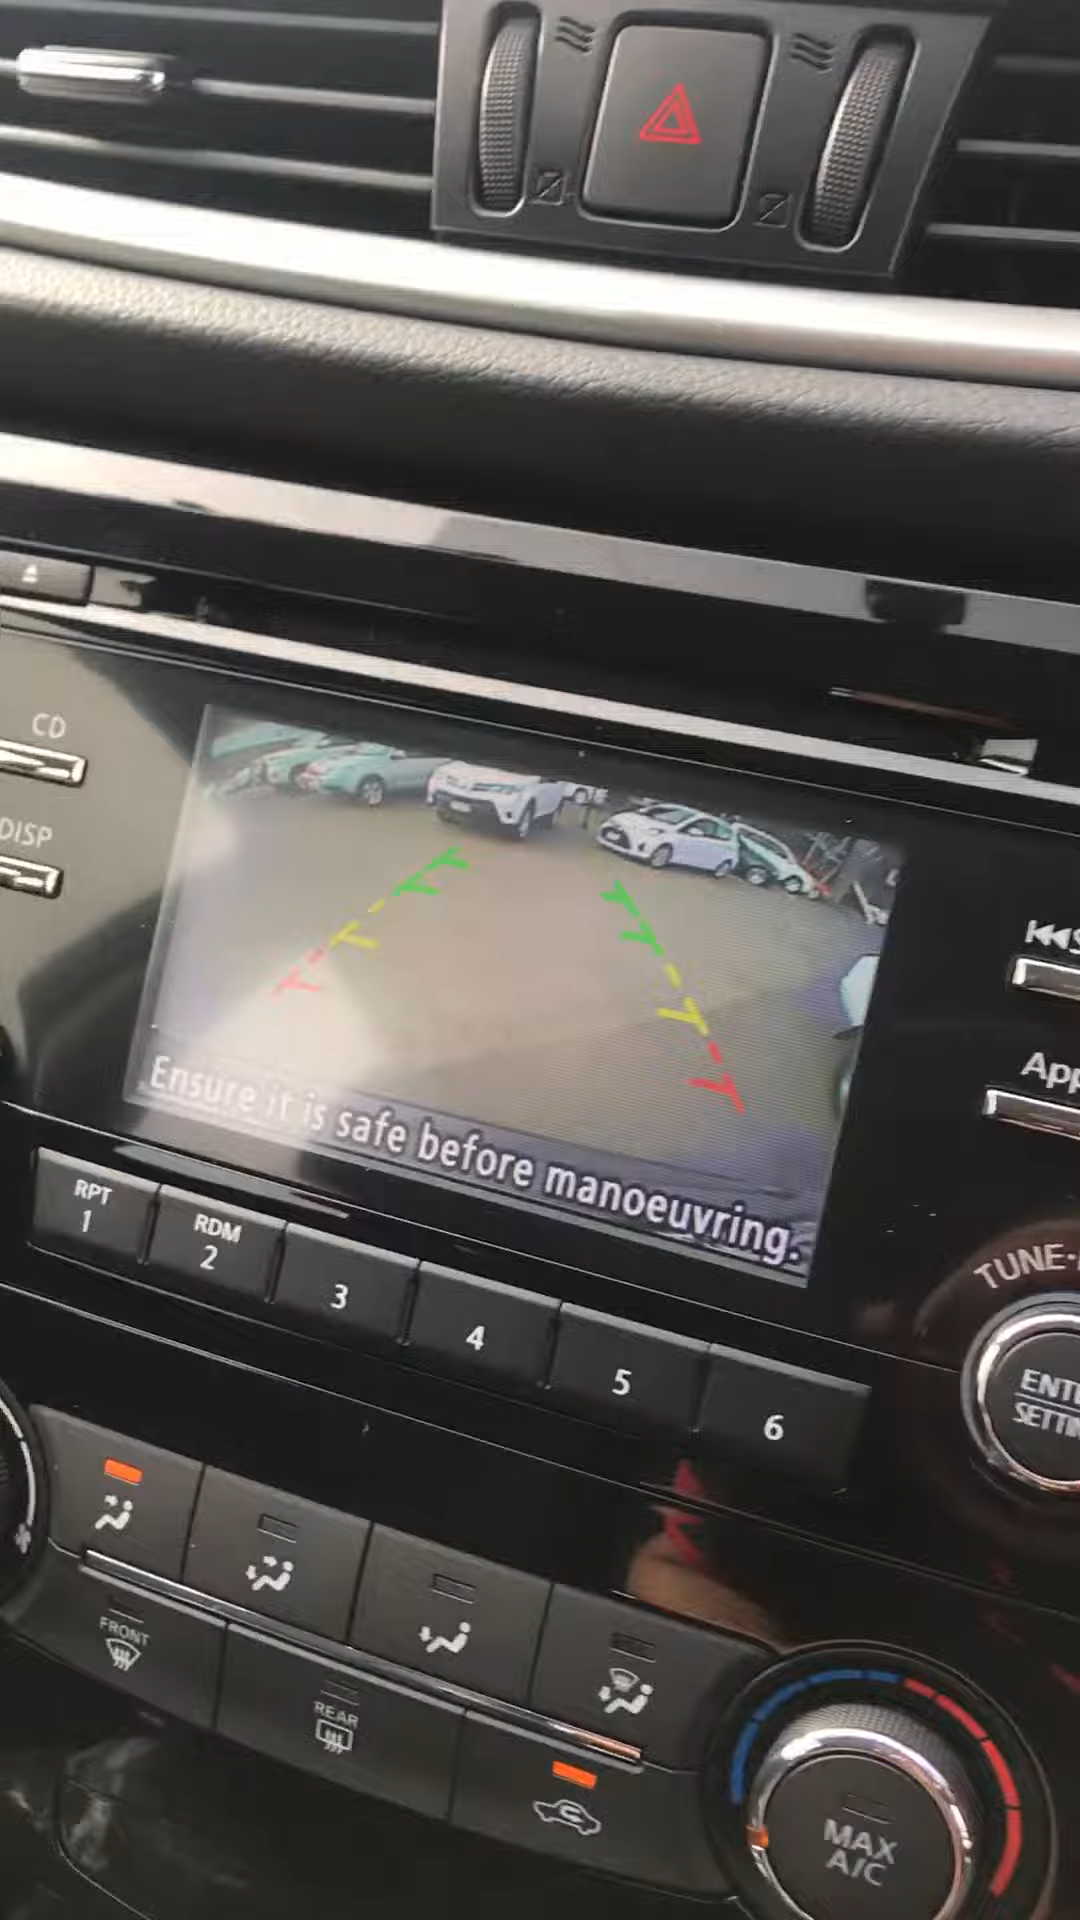 CD
DISP
Ensure it is safe before manoeuvring.
RPT
1
RDM
2
3
4
5
6
TUNE
FRONT
REAR
MAX
A/C